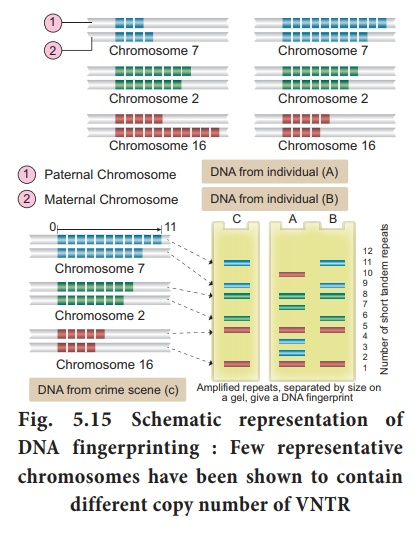 1
2
Chromosome 7
Chromosome 7
Chromosome 2
Chromosome 2
Chromosome 16
Chromosome 16
1 Paternal Chromosome
DNA from individual (A)
2 Maternal Chromosome
DNA from individual (B)
0
11
Chromosome 7
Chromosome 2
Chromosome 16
DNA from crime scene (c)
C
A
B
12
11
10
9
8
7
6
5
4
3
2
1
Number of short tandem repeats
Amplified repeats, separated by size on
a gel, give a DNA fingerprint
Fig. 5.15 Schematic representation of
DNA fingerprinting : Few representative
chromosomes have been shown to contain
different copy number of VNTR